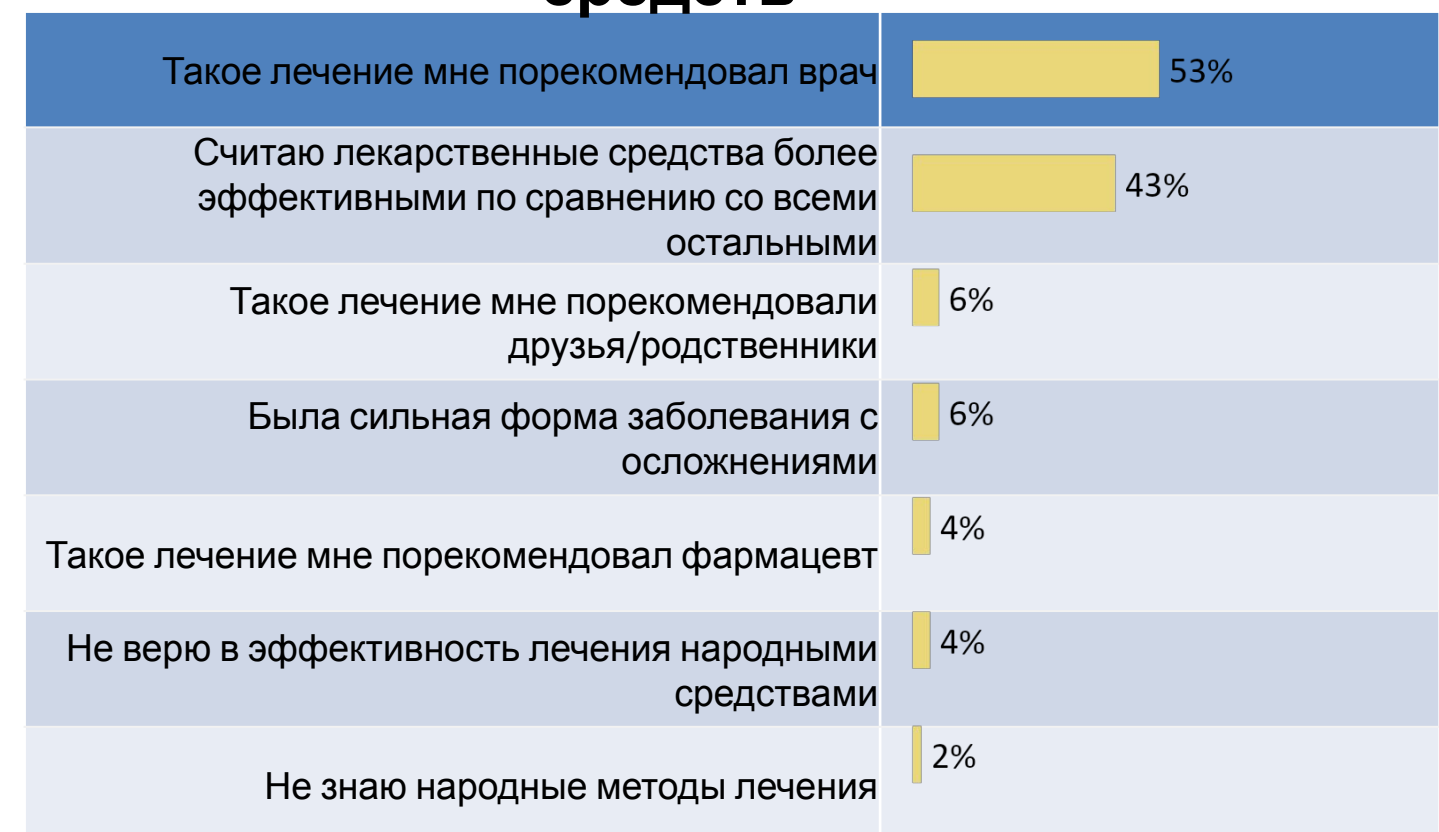 средств
Такое лечение мне порекомендовал врач
53%
Считаю лекарственные средства более
эффективными по сравнению со всеми
остальными
43%
Такое лечение мне порекомендовали
друзья/родственники
6%
Была сильная форма заболевания с
осложнениями
6%
Такое лечение мне порекомендовал фармацевт
4%
Не верю в эффективность лечения народными
средствами
4%
Не знаю народные методы лечения
2%